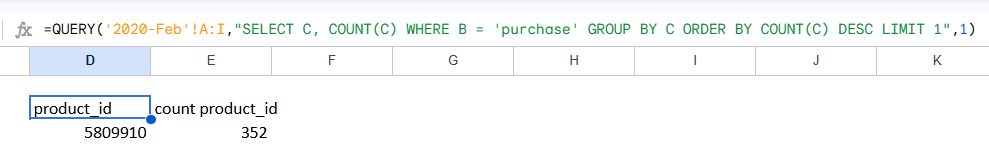 fx =QUERY('2020-Feb'!A:I,"SELECT C, COUNT(C) WHERE B = 'purchase' GROUP BY C ORDER BY COUNT(C) DESC LIMIT 1",1)
D E F G H I J K
product_id count product_id
5809910 352